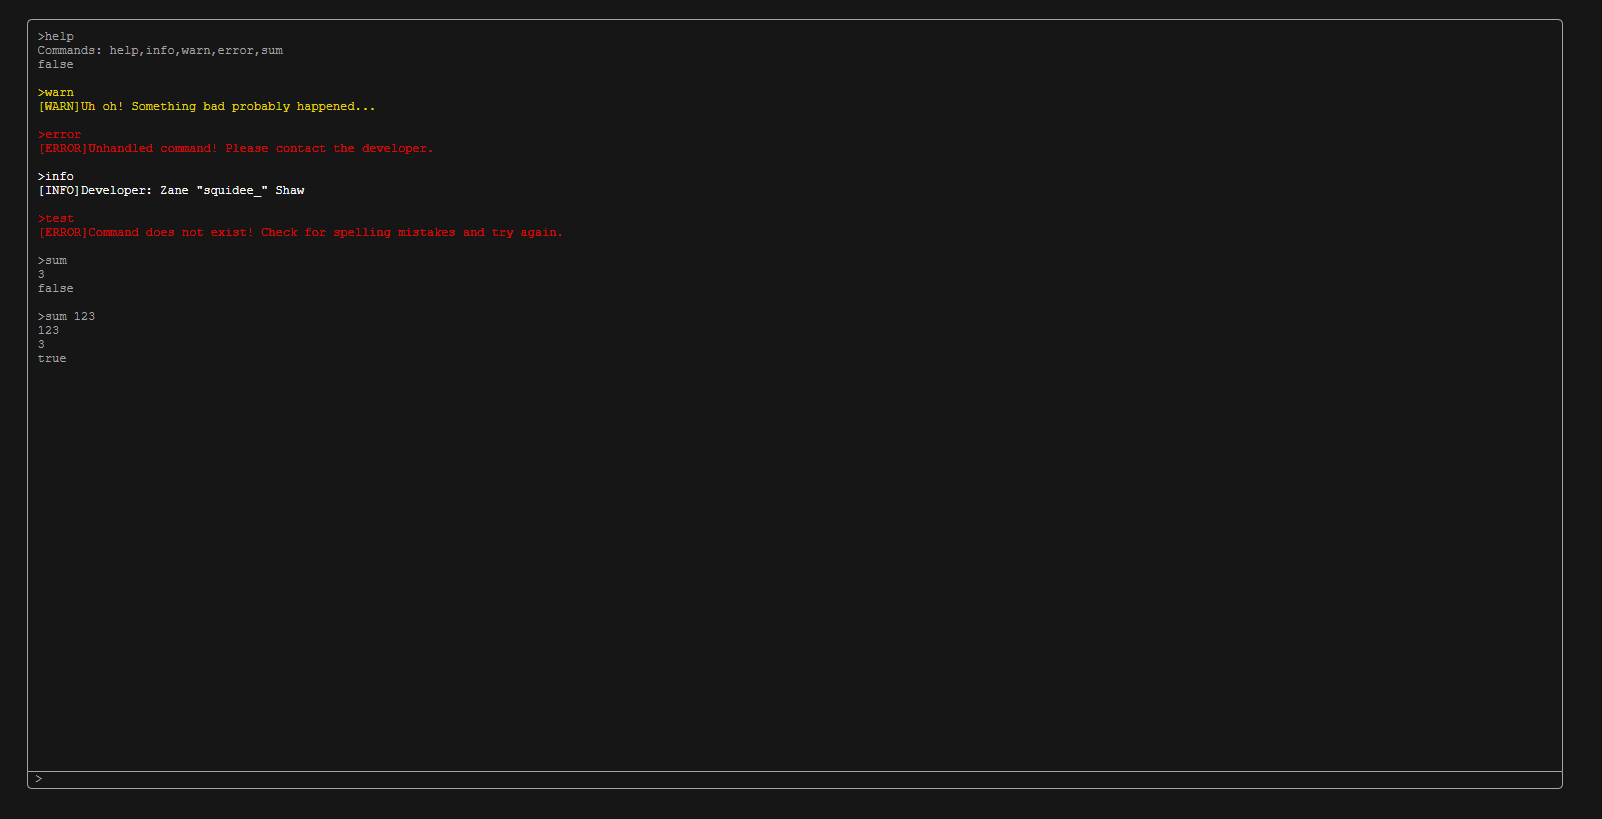 >help
Commands: help,info,warn,error,sum
false
>warn
[WARN]Uh oh! Something bad probably happened...
>error
[ERROR]Unhandled command! Please contact the developer.
>info
[INFO]Developer: Zane "squidee_" Shaw
>test
[ERROR]Command does not exist! Check for spelling mistakes and try again.
>sum
3
false
>sum 123
123
3
true
>